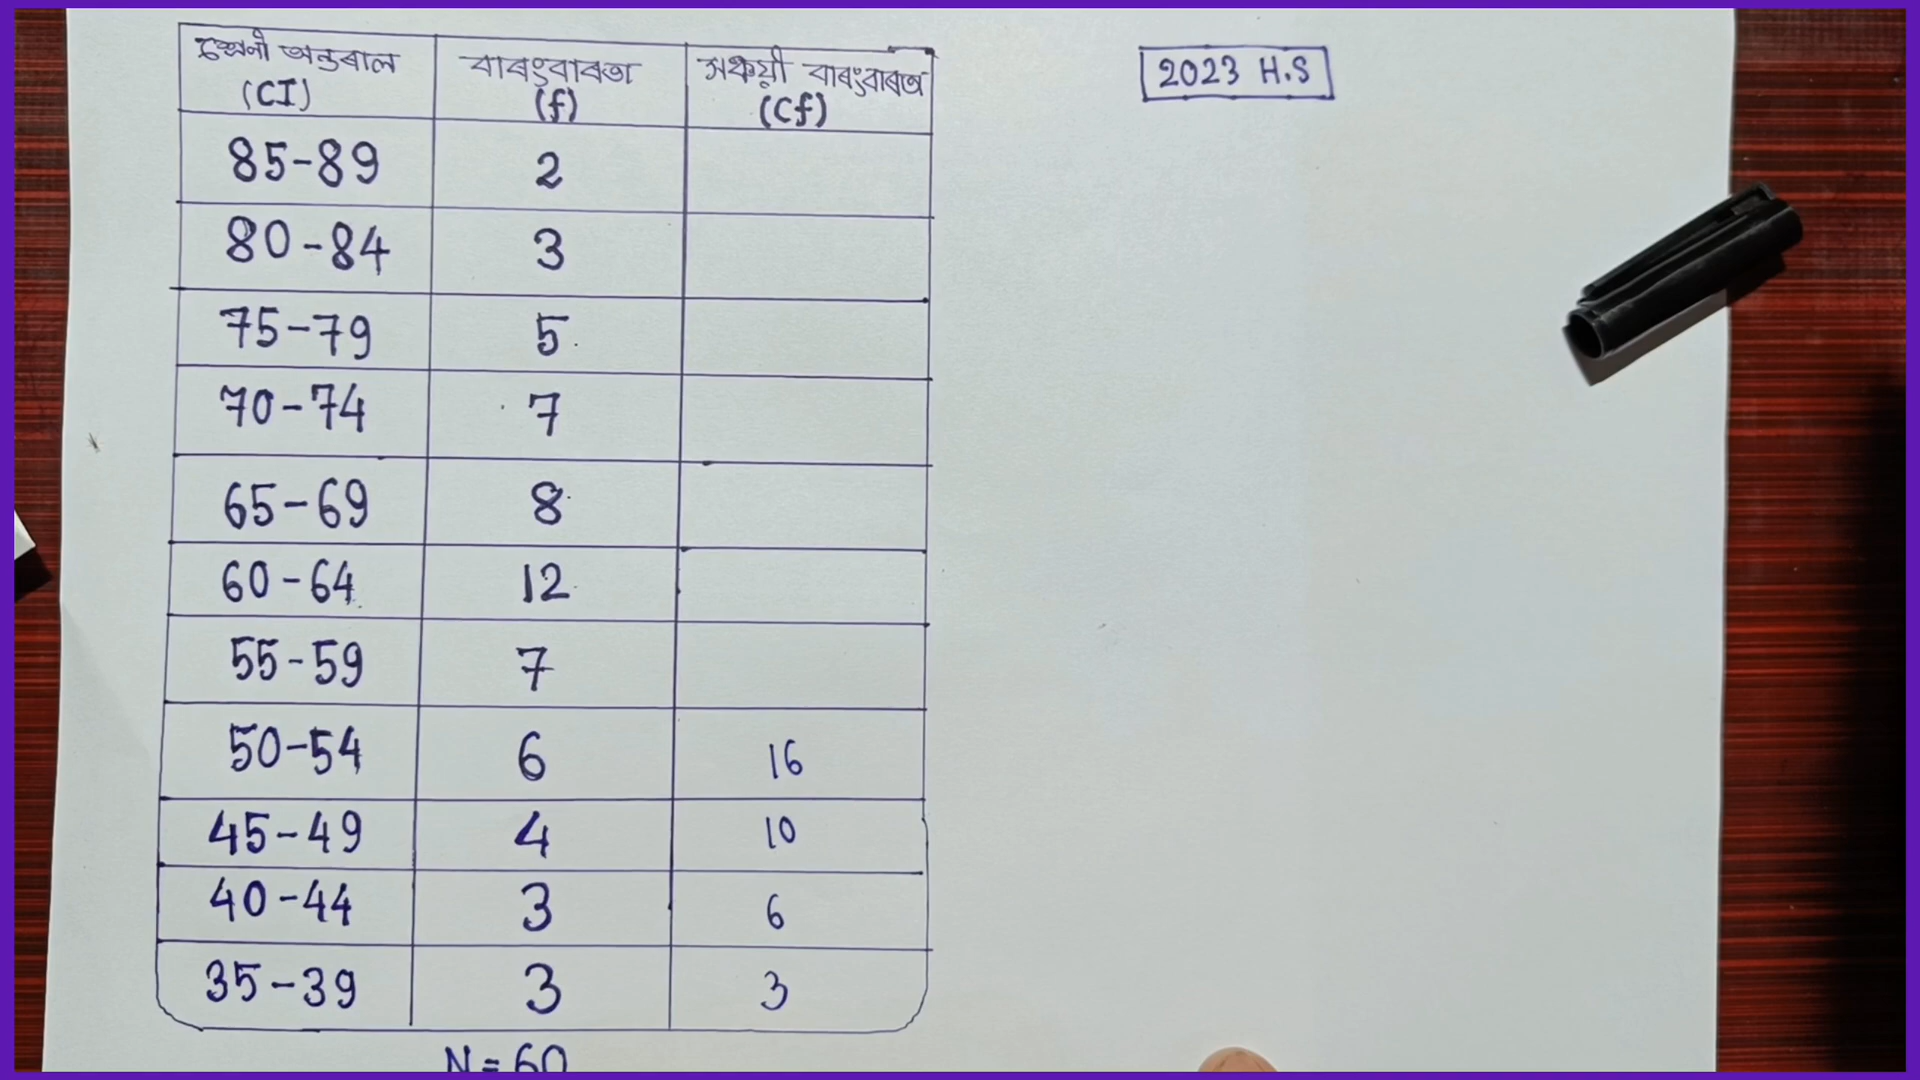 শ্রেনী অন্তৰাল
(CI)
বাৰংবাৰতা
(f)
সঞ্চয়ী বাৰংবাৰতা
(Cf)
2023 H.S
85-89 2
80-84 3
75-79 5
70-74 7
65-69 8
60-64 12
55-59 7
50-54 6 16
45-49 4 10
40-44 3 6
35-39 3 3
N = 60